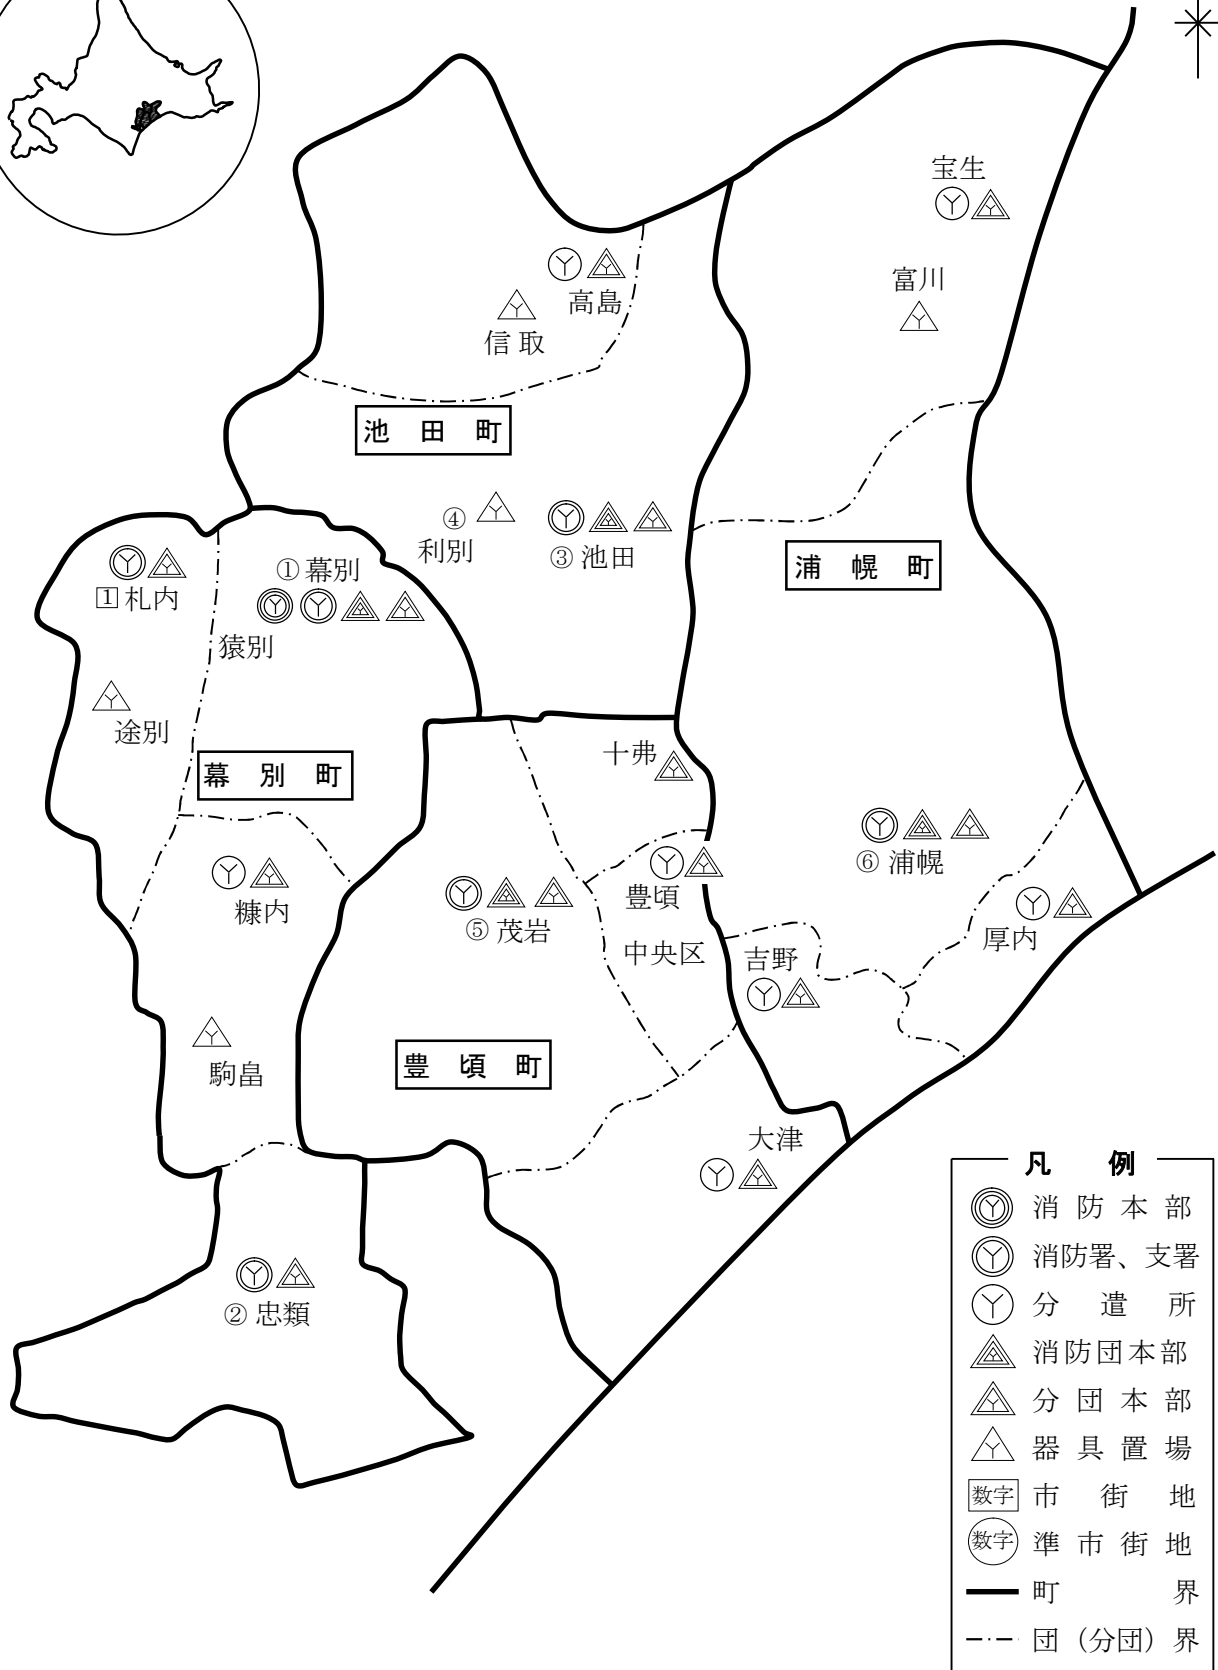 宝生
富川
高島
信取
池田町
④
利別
③池田
浦幌町
①札内
①幕別
猿別
途別
幕別町
十弗
⑥浦幌
糠内
豊頃
⑤茂岩
中央区
吉野
厚内
駒畠
豊頃町
大津
②忠類
凡例
消防本部
消防署、支署
分遣所
消防団本部
分団本部
器具置場
数字 市街地
数字 準市街地
町界
団（分団）界